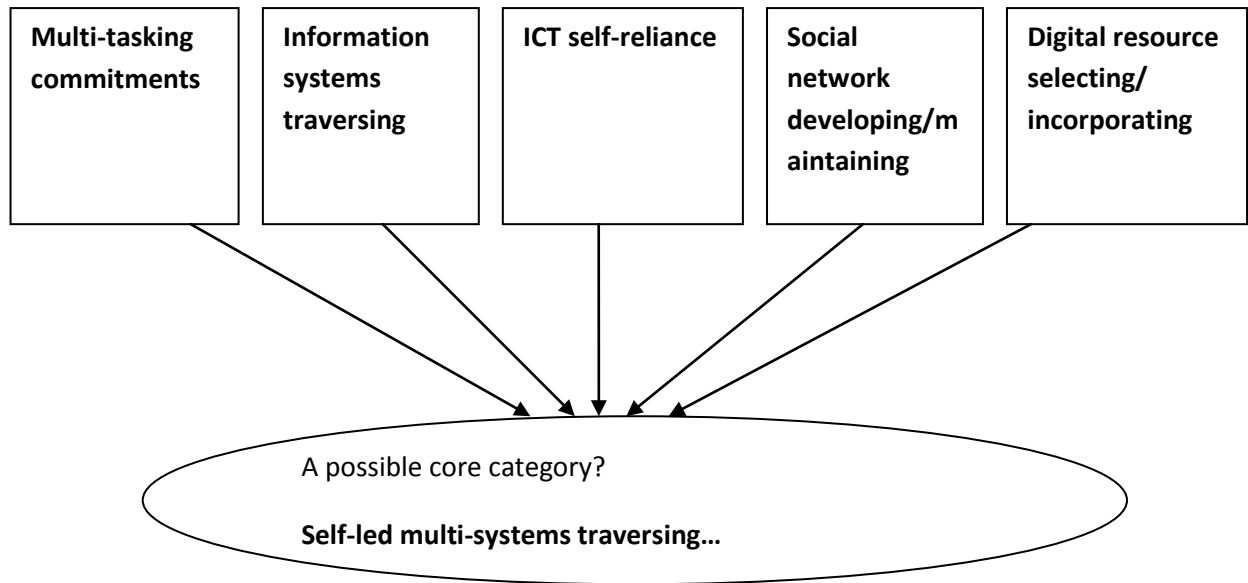 Multi-tasking
commitments
Information
systems
traversing
ICT self-reliance
Social
network
developing/m
aintaining
Digital resource
selecting/
incorporating
A possible core category?
Self-led multi-systems traversing…